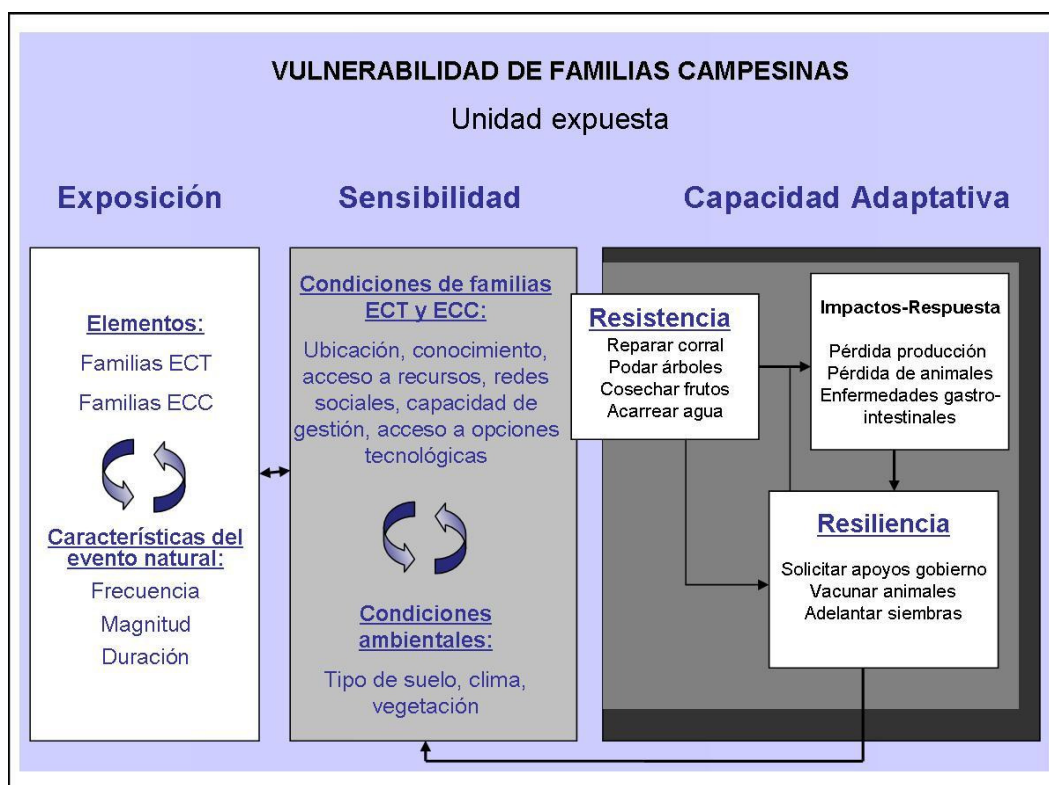 VULNERABILIDAD DE FAMILIAS CAMPESINAS
Unidad expuesta
Exposición
Sensibilidad
Capacidad Adaptativa
Elementos:
Familias ECT
Familias ECC
Características del
evento natural:
Frecuencia
Magnitud
Duración
Condiciones de familias
ECT y ECC:
Ubicación, conocimiento,
acceso a recursos, redes
sociales, capacidad de
gestión, acceso a opciones
tecnológicas
Condiciones
ambientales:
Tipo de suelo, clima,
vegetación
Resistencia
Reparar corral
Podar árboles
Cosechar frutos
Acarrear agua
Impactos-Respuesta
Pérdida producción
Pérdida de animales
Enfermedades gastro-
intestinales
Resiliencia
Solicitar apoyos gobierno
Vacunar animales
Adelantar siembras